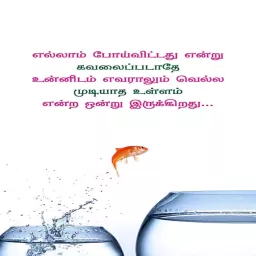 எல்லாம் போய்விட்டது என்று
கவலைப்படாதே
உன்னிடம் எவராலும் வெல்ல
முடியாத உள்ளம்
என்ற ஒன்று இருக்கிறது...